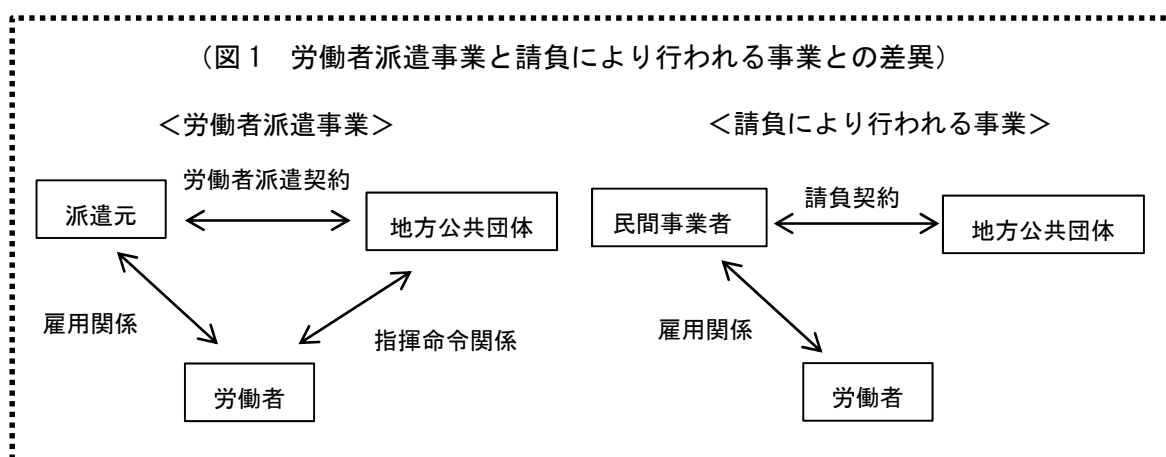 (図1 労働者派遣事業と請負により行われる事業との差異)
<労働者派遣事業>
<請負により行われる事業>
労働者派遣契約
派遣元
地方公共団体
雇用関係
指揮命令関係
労働者
請負契約
民間事業者
地方公共団体
雇用関係
労働者